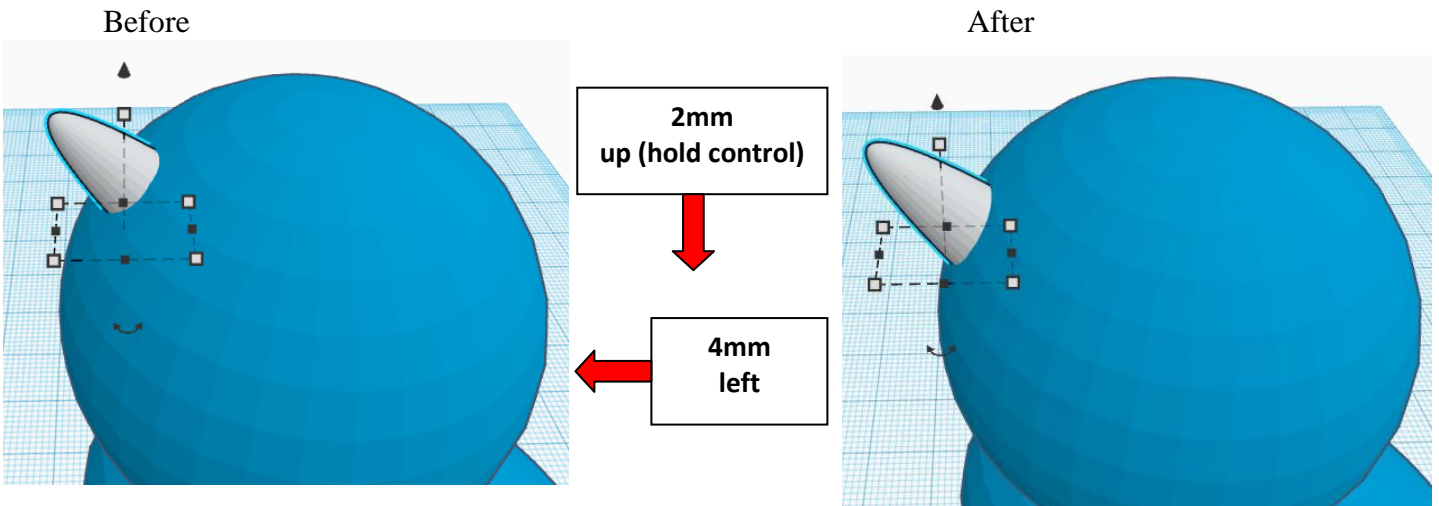 Before
After
2mm
up (hold control)
4mm
left